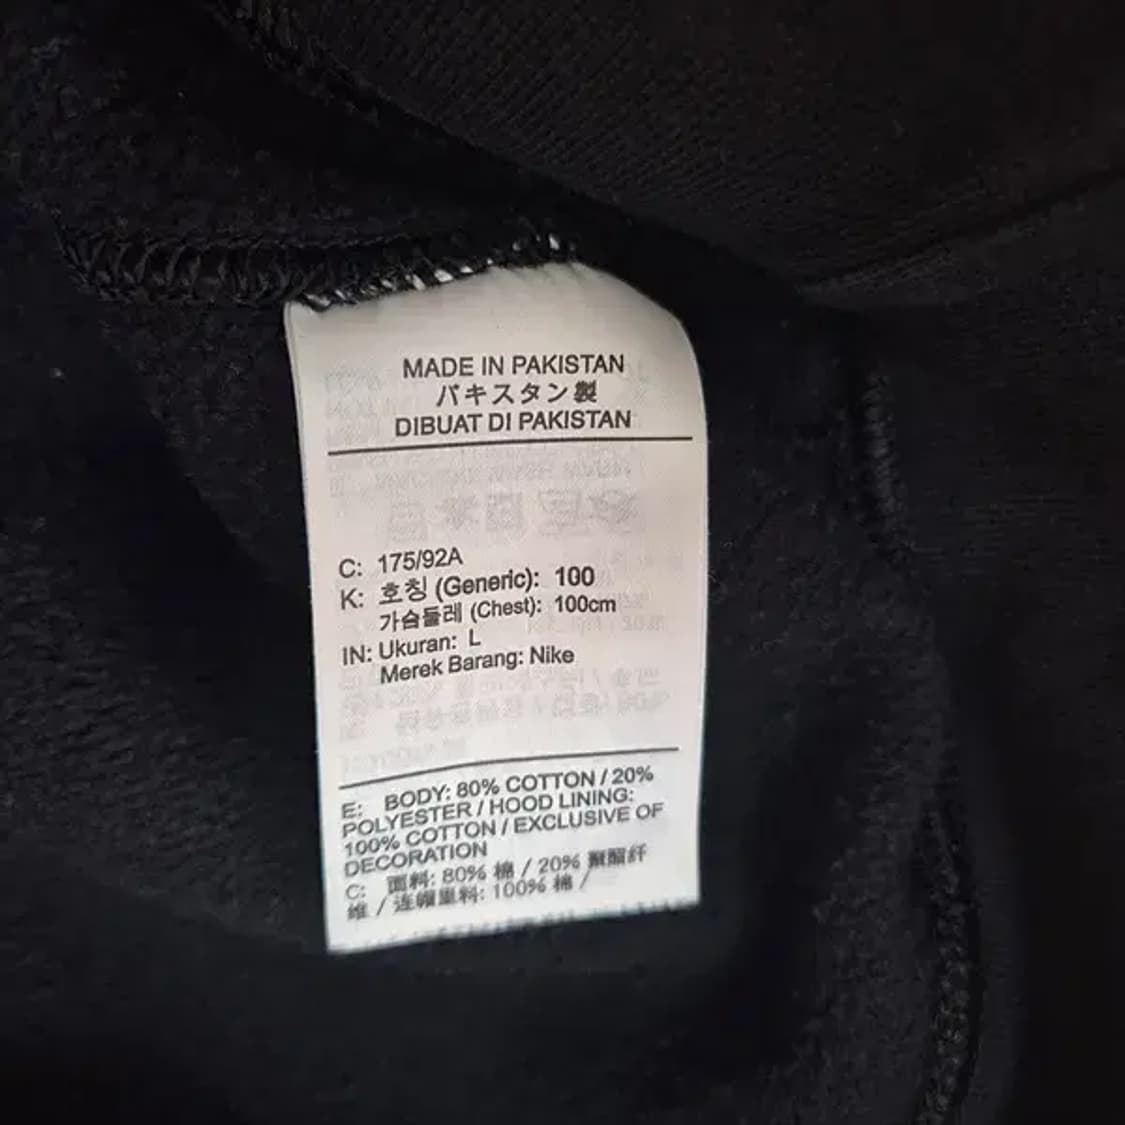 MADE IN PAKISTAN
パキスタン製
DIBUAT DI PAKISTAN
C: 175/92A
K: 호칭 (Generic): 100
가슴둘레 (Chest): 100cm
IN: Ukuran: L
Merek Barang: Nike
E: BODY: 80% COTTON / 20%
POLYESTER / HOOD LINING:
100% COTTON / EXCLUSIVE OF
DECORATION
C: 面料: 80% 棉 / 20% 聚酯纤
维 / 连帽里料: 100% 棉 /